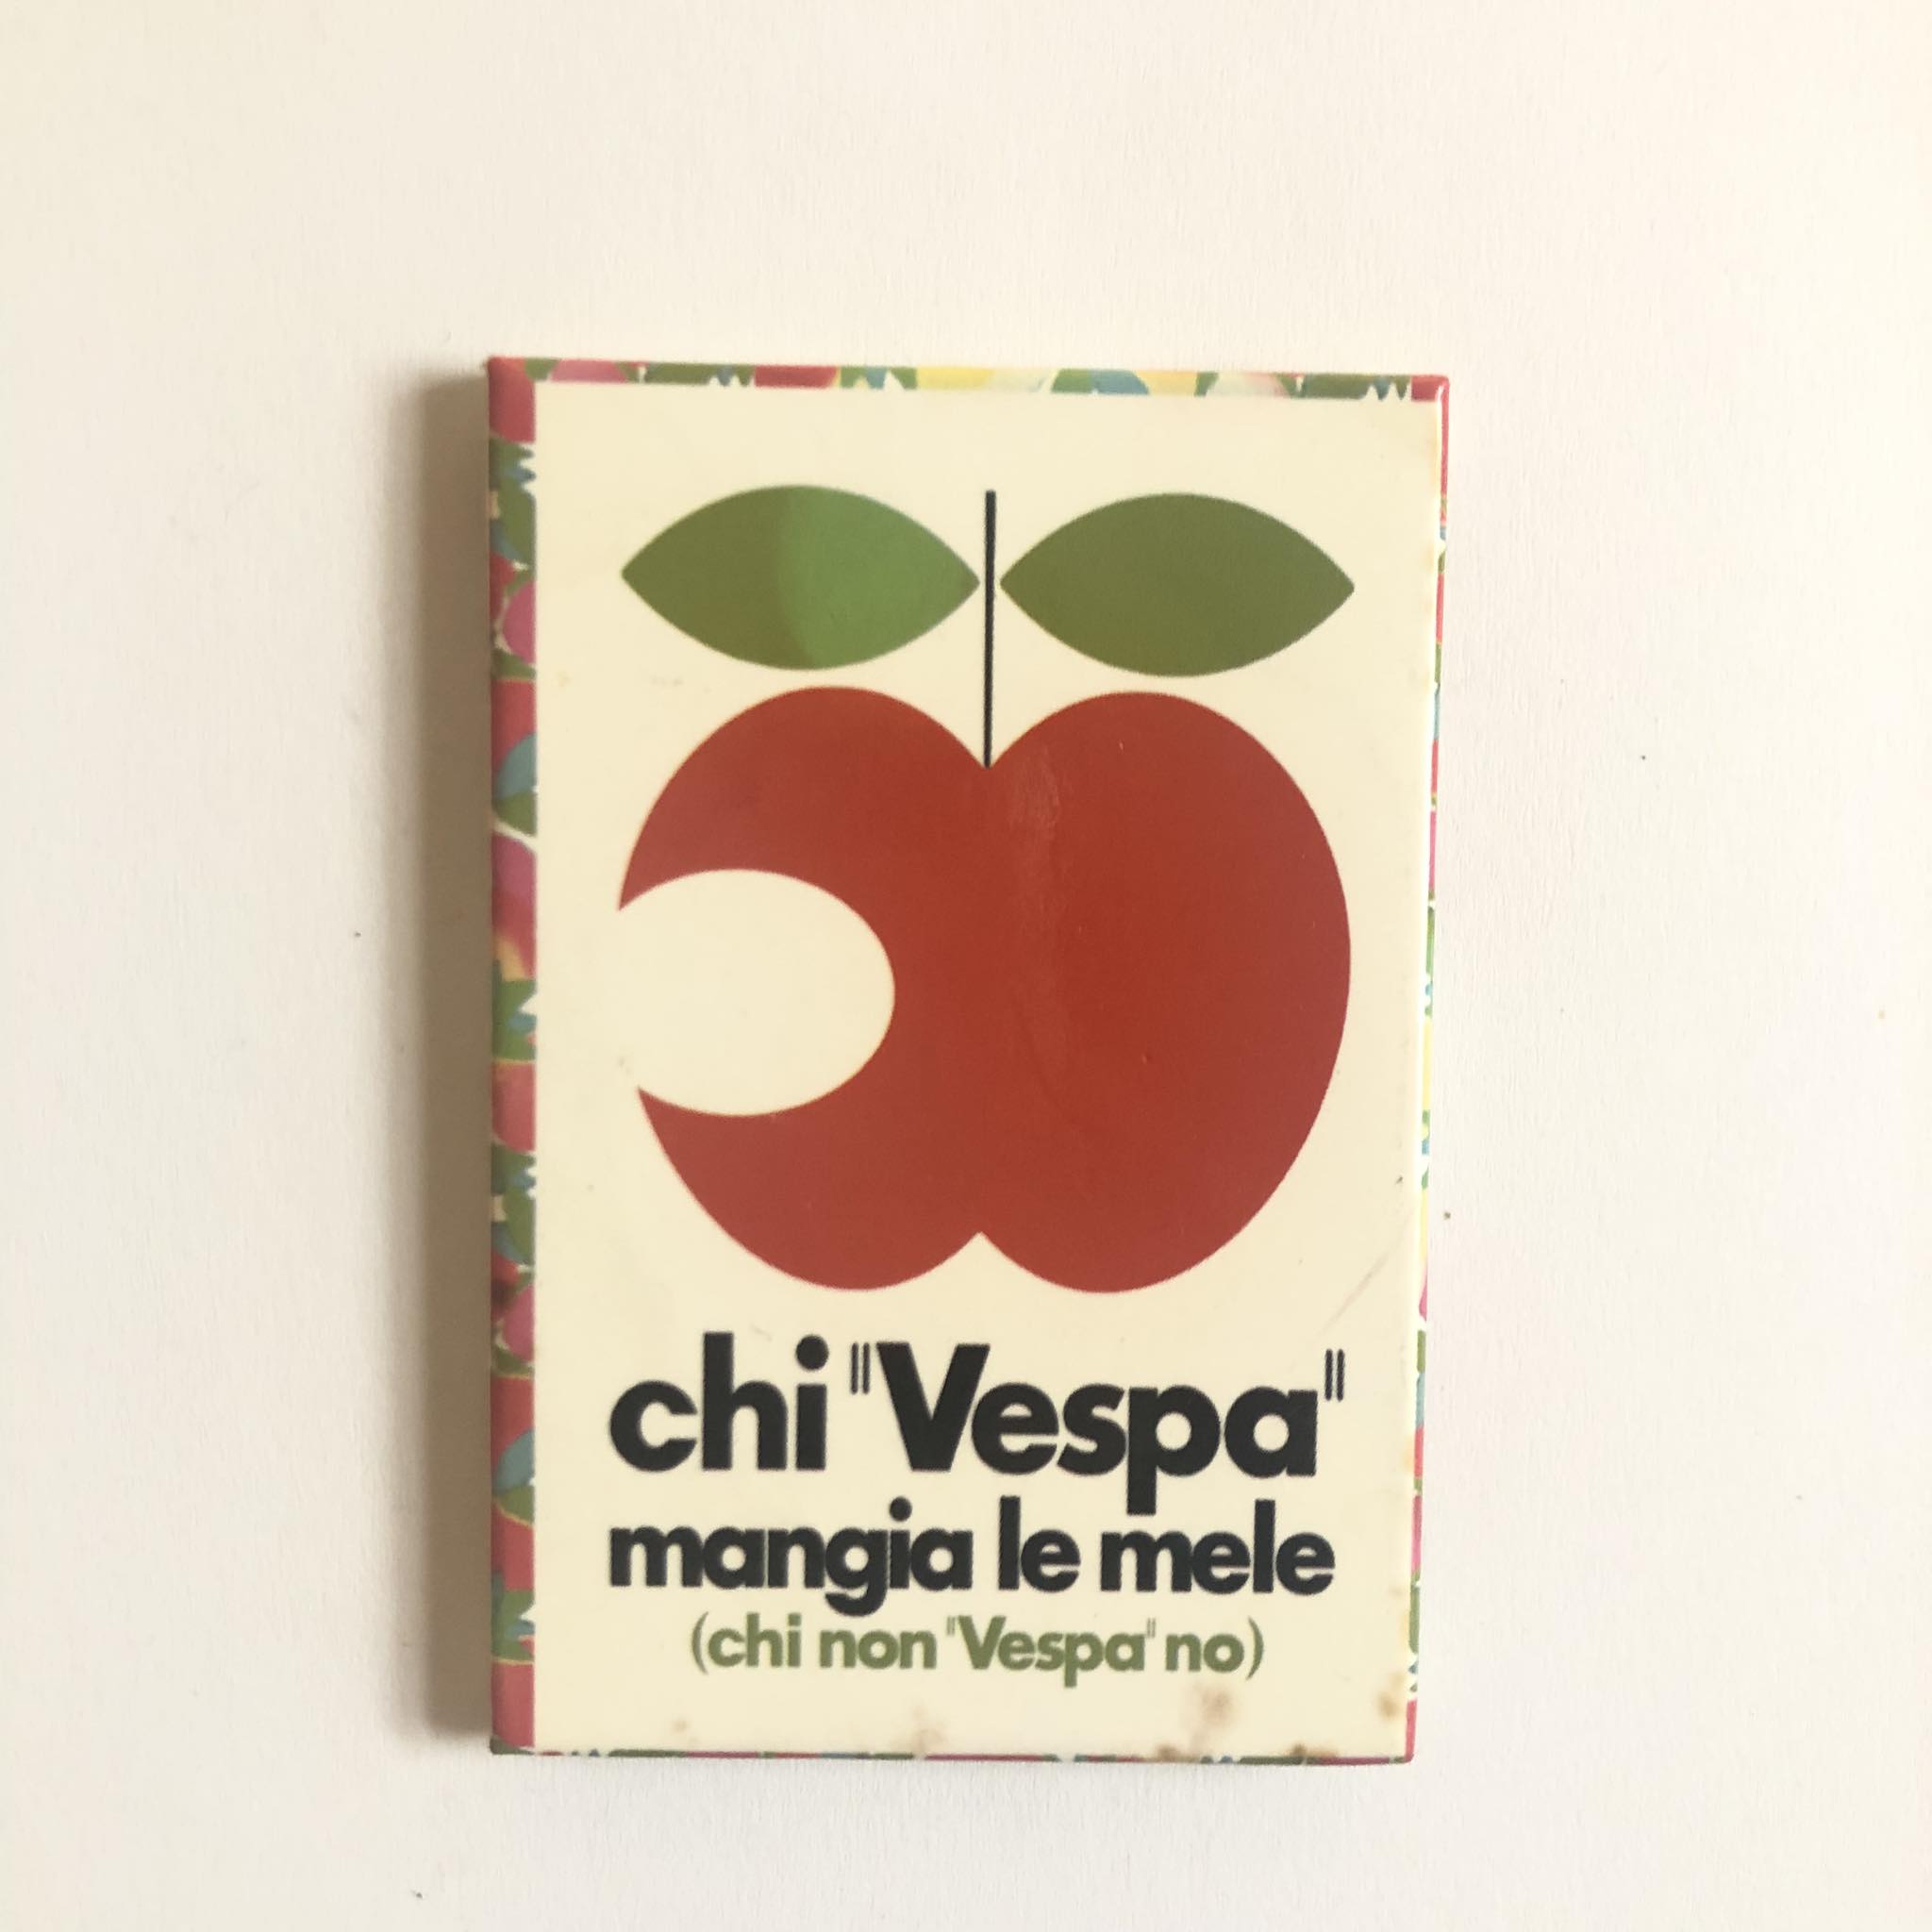 chi "Vespa"
mangia le mele
(chi non "Vespa" no)